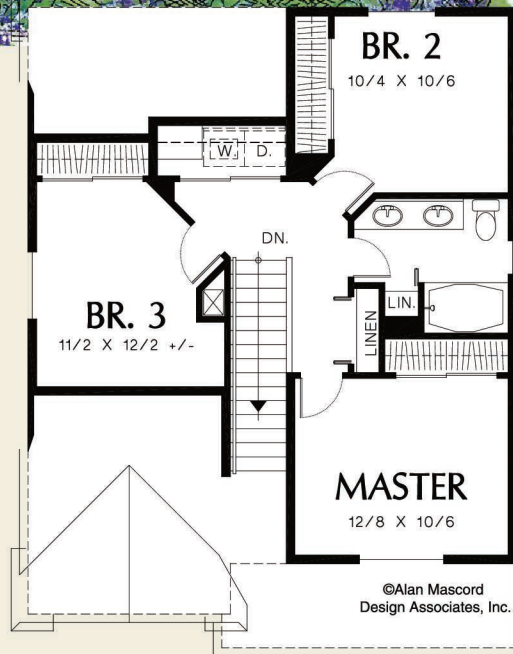 BR. 2
10/4 X 10/6
W. D.
DN.
BR. 3
11/2 X 12/2 +/-
LIN.
LINEN
MASTER
12/8 X 10/6
©Alan Mascord
Design Associates, Inc.